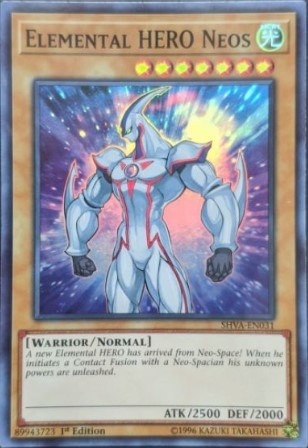 ELEMENTAL HERO NEOS
光
SHVA-EN031
[WARRIOR/NORMAL]
A new Elemental HERO has arrived from Neo-Space! When he
initiates a Contact Fusion with a Neo-Spacian his unknown
powers are unleashed.
ATK/2500 DEF/2000
89943723 1st Edition ©1996 KAZUKI TAKAHASHI